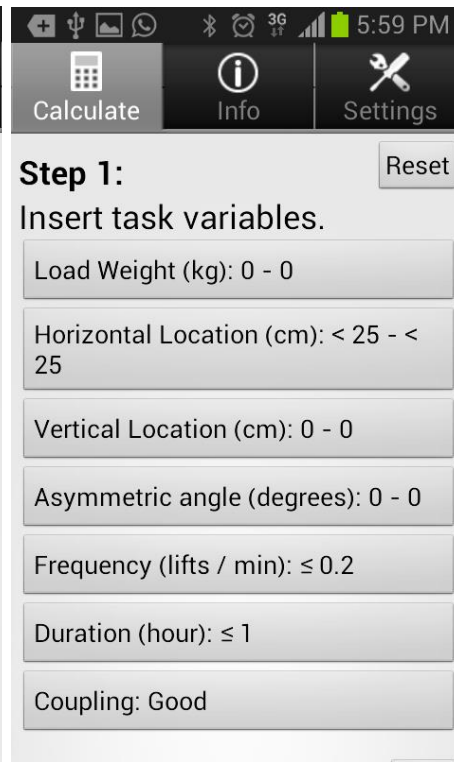 3G 5:59 PM
Calculate Info Settings
Step 1: Reset
Insert task variables.
Load Weight (kg): 0 - 0
Horizontal Location (cm): < 25 - <
25
Vertical Location (cm): 0 - 0
Asymmetric angle (degrees): 0 - 0
Frequency (lifts / min): ≤ 0.2
Duration (hour): ≤ 1
Coupling: Good